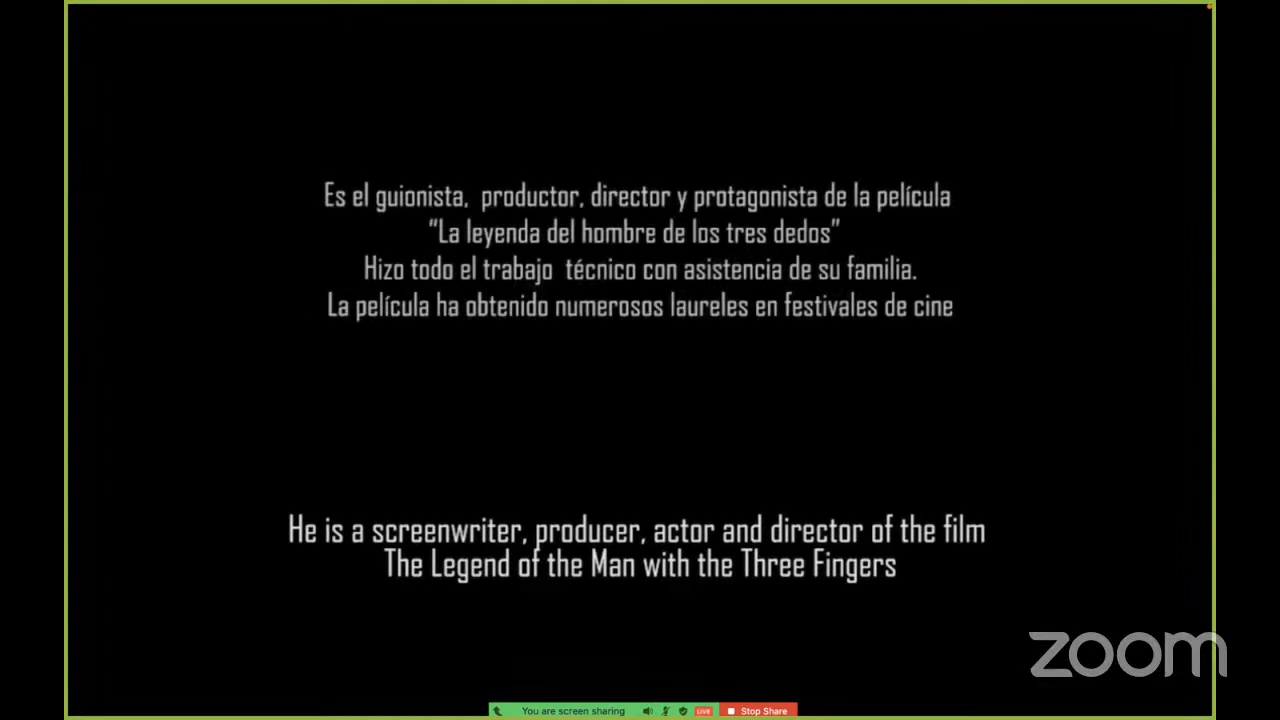 Es el guionista, productor, director y protagonista de la película
"La leyenda del hombre de los tres dedos"
Hizo todo el trabajo técnico con asistencia de su familia.
La película ha obtenido numerosos laureles en festivales de cine
He is a screenwriter, producer, actor and director of the film
The Legend of the Man with the Three Fingers
zoom
You are screen sharing LIVE Stop Share